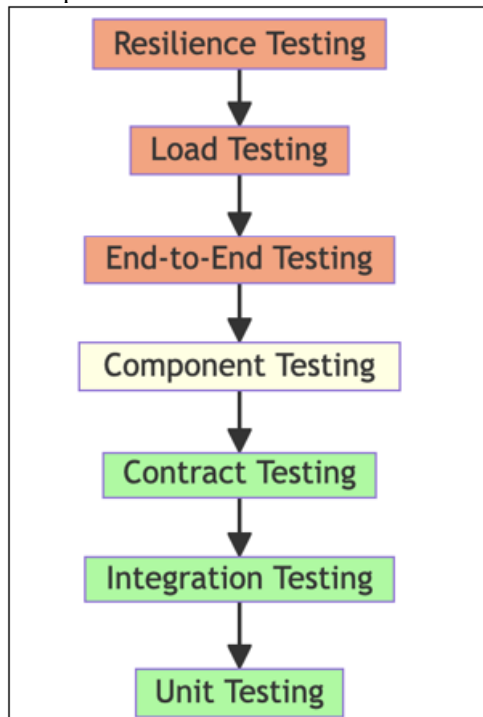 Resilience Testing
Load Testing
End-to-End Testing
Component Testing
Contract Testing
Integration Testing
Unit Testing